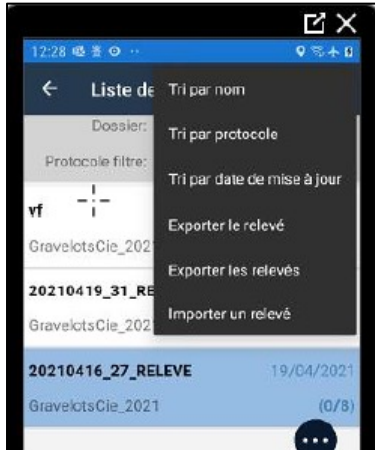 12:28
← Liste de
Tri par nom
Dossier:
Tri par protocole
Protocole filtre:
Tri par date de mise à jour
vf
Exporter le relevé
GravelotsCie_2021
Exporter les relevés
20210419_31_RE
Importer un relevé
GravelotsCie_202
20210416_27_RELEVE 19/04/2021
GravelotsCie_2021 (0/8)